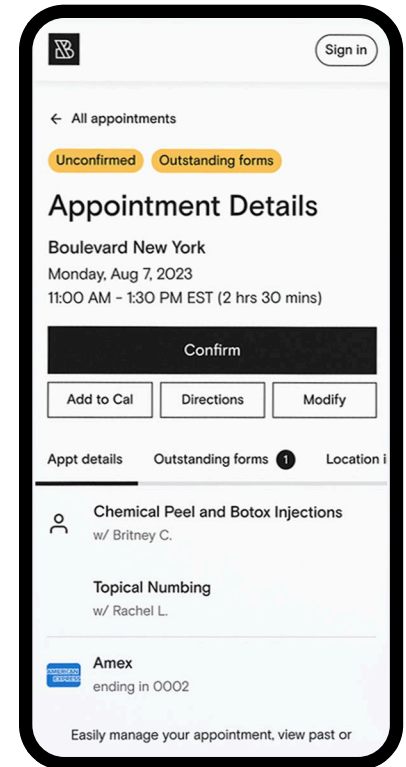 Sign in
← All appointments
Unconfirmed Outstanding forms
Appointment Details
Boulevard New York
Monday, Aug 7, 2023
11:00 AM – 1:30 PM EST (2 hrs 30 mins)
Confirm
Add to Cal Directions Modify
Appt details Outstanding forms 1 Location i
Chemical Peel and Botox Injections
w/ Britney C.
Topical Numbing
w/ Rachel L.
AMERICAN
EXPRESS
Amex
ending in 0002
Easily manage your appointment, view past or